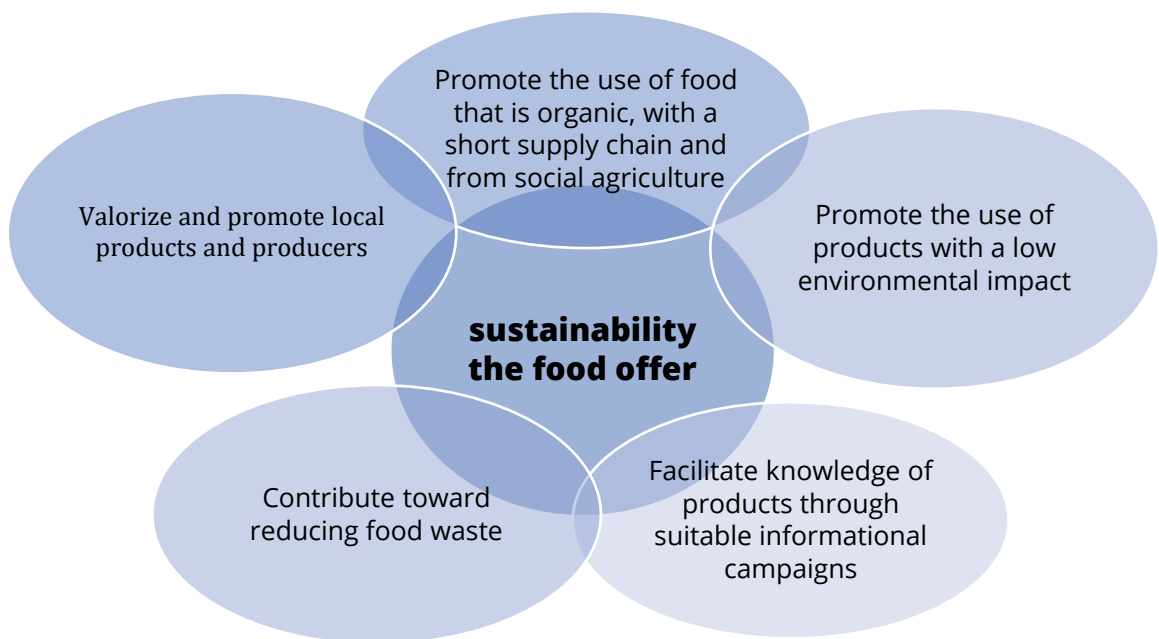 Promote the use of food
that is organic, with a
short supply chain and
from social agriculture
Valorize and promote local
products and producers
Promote the use of
products with a low
environmental impact
sustainability
the food offer
Contribute toward
reducing food waste
Facilitate knowledge of
products through
suitable informational
campaigns